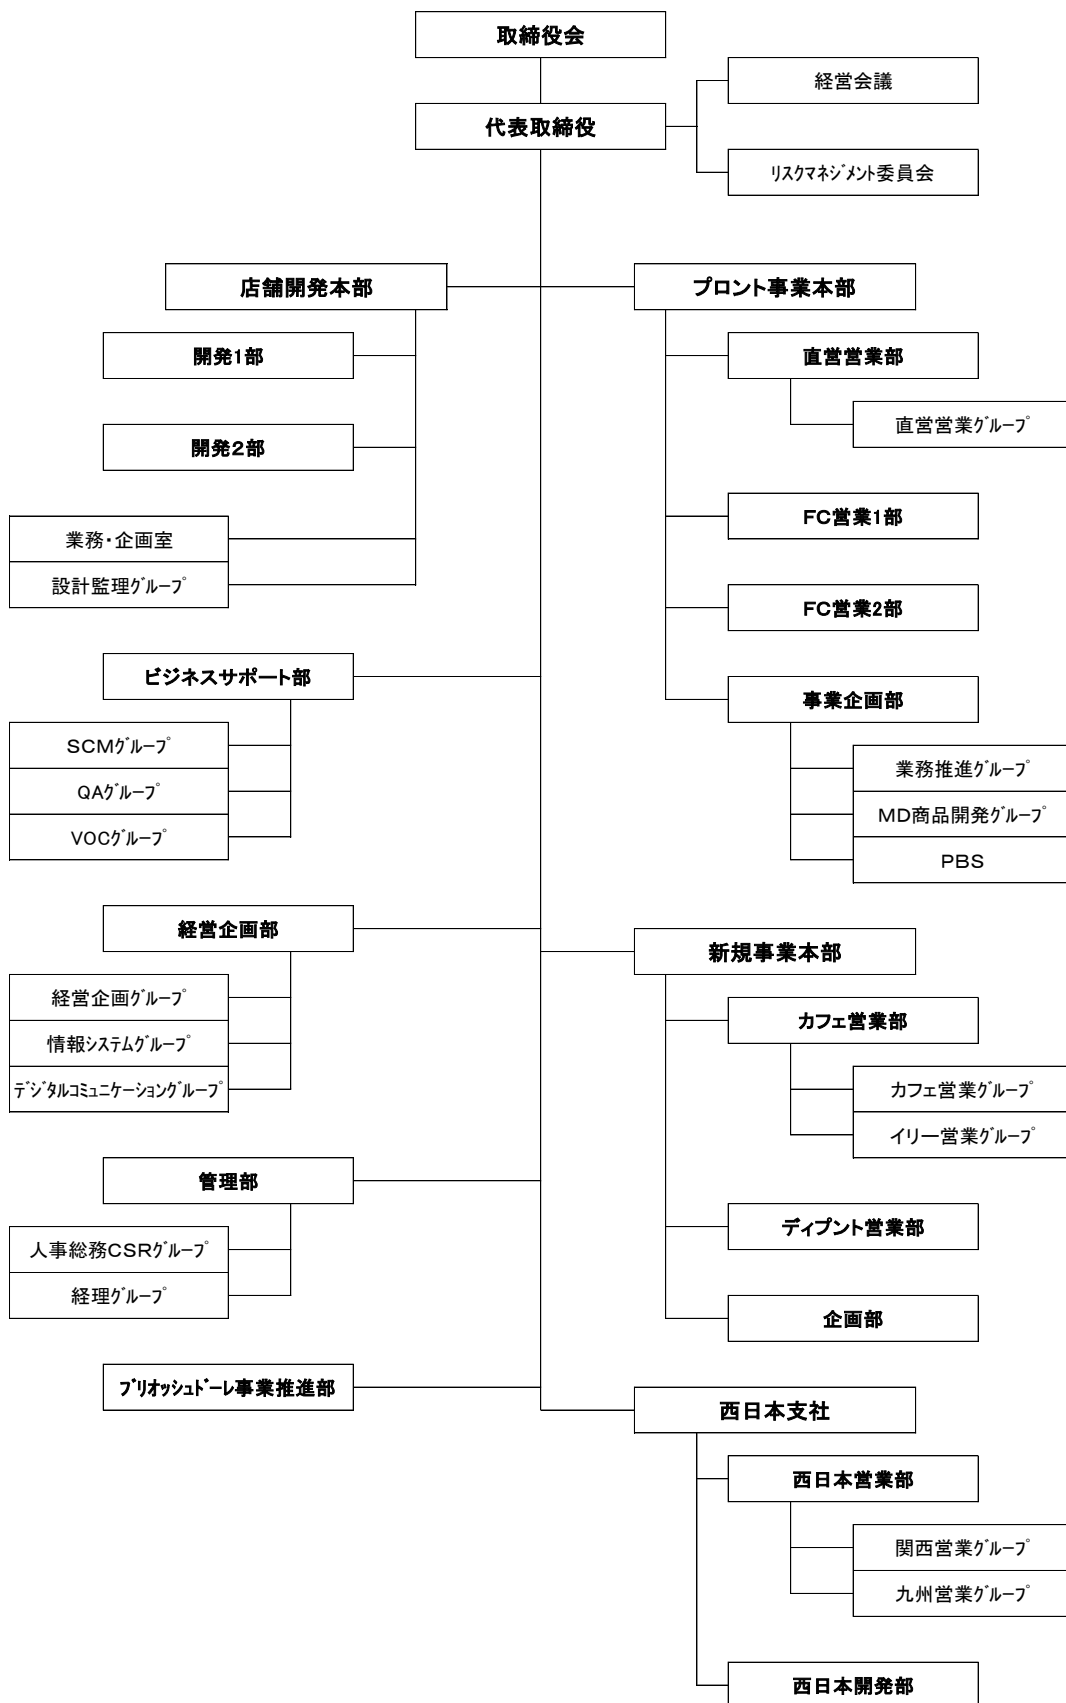 取締役会
経営会議
代表取締役
ﾘｽｸﾏﾈｼﾞﾒﾝﾄ委員会
店舗開発本部
開発1部
開発2部
業務・企画室
設計監理ｸﾞﾙｰﾌﾟ
ビジネスサポート部
SCMｸﾞﾙｰﾌﾟ
QAｸﾞﾙｰﾌﾟ
VOCｸﾞﾙｰﾌﾟ
経営企画部
経営企画ｸﾞﾙｰﾌﾟ
情報ｼｽﾃﾑｸﾞﾙｰﾌﾟ
ﾃﾞｼﾞﾀﾙｺﾐｭﾆｹｰｼｮﾝｸﾞﾙｰﾌﾟ
管理部
人事総務CSRｸﾞﾙｰﾌﾟ
経理ｸﾞﾙｰﾌﾟ
ﾌﾞﾘｵｯｼｭﾄﾞｰﾚ事業推進部
プロント事業本部
直営営業部
直営営業ｸﾞﾙｰﾌﾟ
FC営業1部
FC営業2部
事業企画部
業務推進ｸﾞﾙｰﾌﾟ
MD商品開発ｸﾞﾙｰﾌﾟ
PBS
新規事業本部
カフェ営業部
カフェ営業ｸﾞﾙｰﾌﾟ
イリー営業ｸﾞﾙｰﾌﾟ
ディプント営業部
企画部
西日本支社
西日本営業部
関西営業ｸﾞﾙｰﾌﾟ
九州営業ｸﾞﾙｰﾌﾟ
西日本開発部